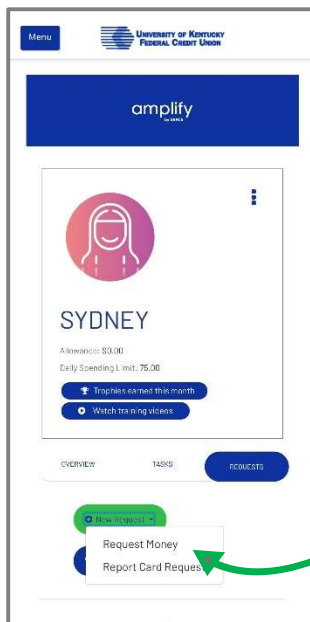 Menu
UNIVERSITY OF KENTUCKY
FEDERAL CREDIT UNION
amplify
SYDNEY
Allowance: $0.00
Daily Spending Limit: 75.00
Trophies earned this month
Watch training videos
OVERVIEW TASKS REQUESTS
New Request
Request Money
Report Card Request